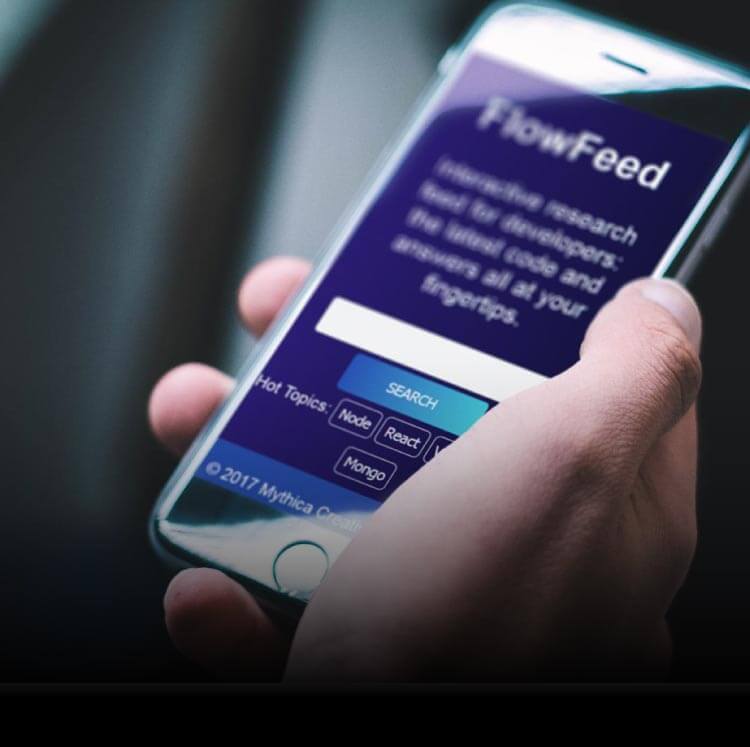 FlowFeed
Interactive research
feed for developers:
the latest code and
answers all at your
fingertips.
SEARCH
Hot Topics: Node React
Mongo
© 2017 Mythica